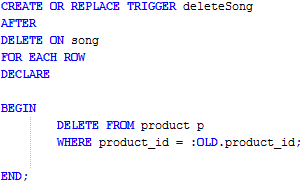 CREATE OR REPLACE TRIGGER deleteSong
AFTER
DELETE ON song
FOR EACH ROW
DECLARE
BEGIN
DELETE FROM product p
WHERE product_id = :OLD.product_id;
END;